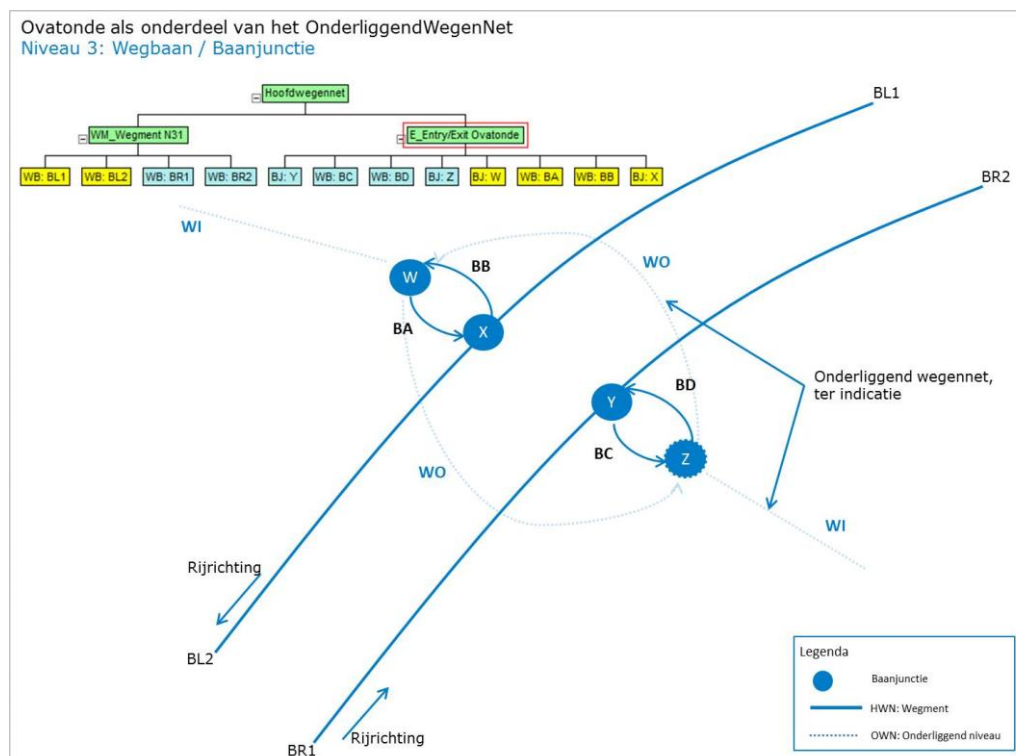 Ovatonde als onderdeel van het OnderliggendWegenNet
Niveau 3: Wegbaan / Baanjunctie
Hoofdwegennet
WM_Wegment N31
E_Entry/Exit Ovatonde
WB: BL1
WB: BL2
WB: BR1
WB: BR2
BJ: Y
WB: BC
WB: BD
BJ: Z
BJ: W
WB: BA
WB: BB
BJ: X
BL1
BR2
WI
W
BB
WO
BA
X
Onderliggend wegennet,
ter indicatie
Y
BD
BC
Z
WO
WI
Rijrichting
BL2
BR1
Rijrichting
Legenda
Baanjunctie
HWN: Wegment
OWN: Onderliggend niveau